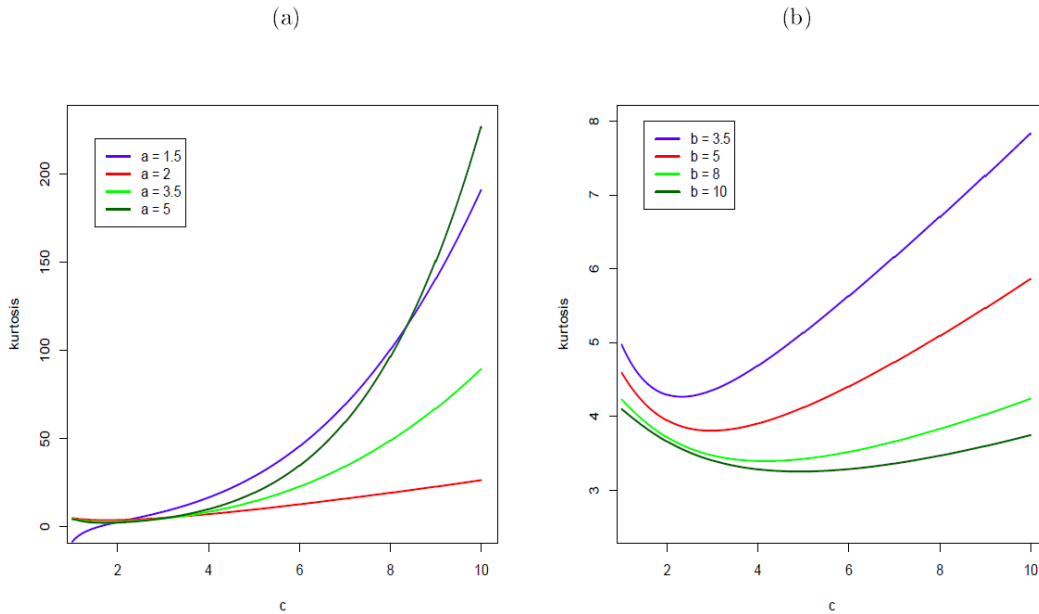 (a)
(b)
kurtosis
0
50
100
150
200
a = 1.5
a = 2
a = 3.5
a = 5
2
4
6
8
10
c
kurtosis
3
4
5
6
7
8
b = 3.5
b = 5
b = 8
b = 10
2
4
6
8
10
c